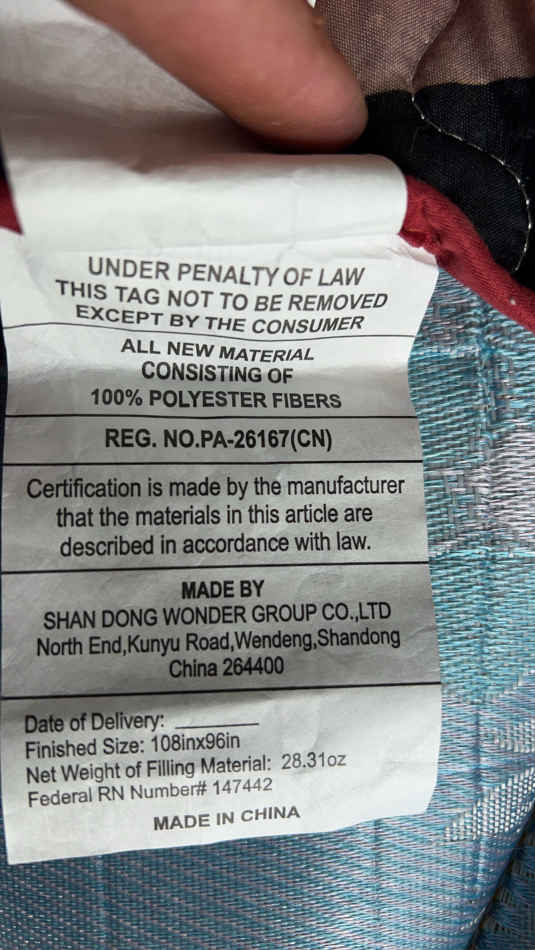 UNDER PENALTY OF LAW
THIS TAG NOT TO BE REMOVED
EXCEPT BY THE CONSUMER
ALL NEW MATERIAL
CONSISTING OF
100% POLYESTER FIBERS
REG. NO.PA-26167(CN)
Certification is made by the manufacturer
that the materials in this article are
described in accordance with law.
MADE BY
SHAN DONG WONDER GROUP CO.,LTD
North End,Kunyu Road,Wendeng,Shandong
China 264400
Date of Delivery: ________
Finished Size: 108inx96in
Net Weight of Filling Material: 28.31oz
Federal RN Number# 147442
MADE IN CHINA